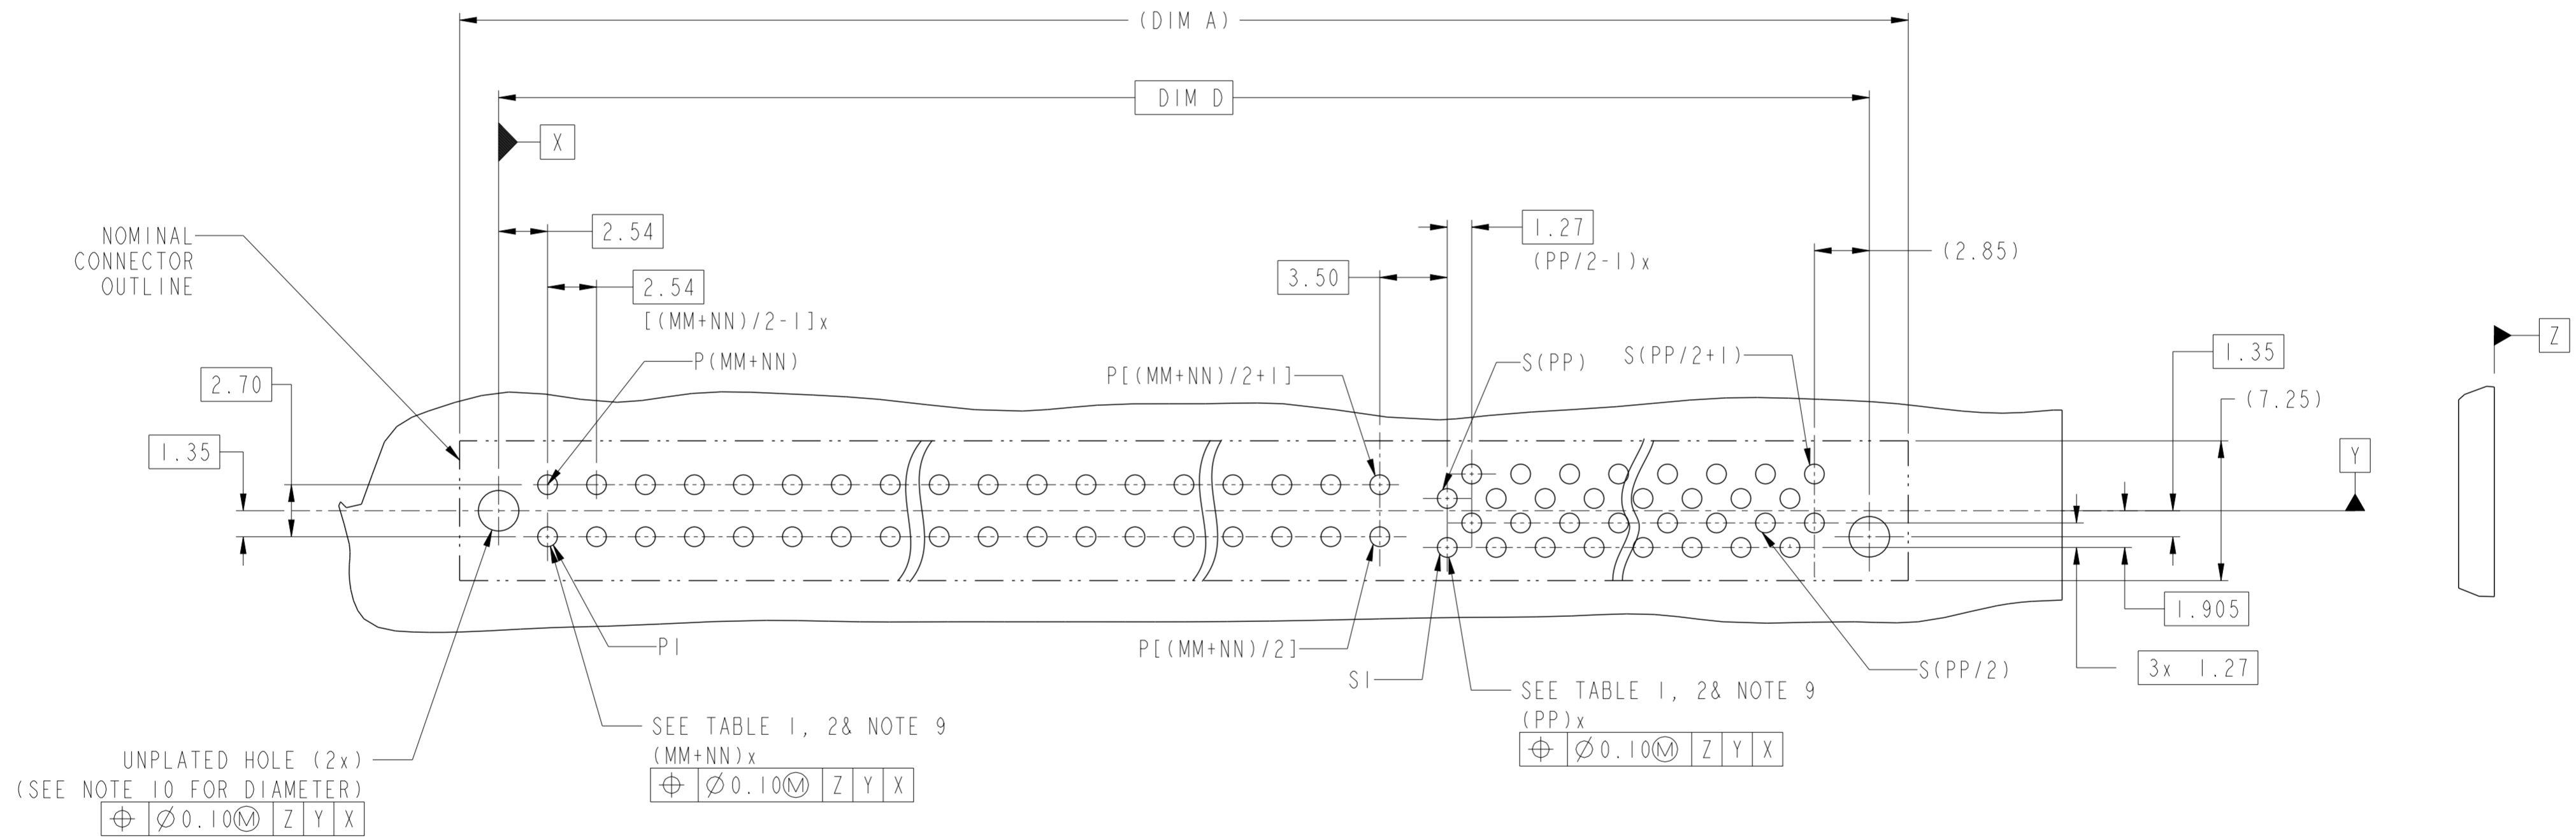 (DIM A)
DIM D
X
2.54
2.54
[(MM+NN)/2-1]x
NOMINAL
CONNECTOR
OUTLINE
P(MM+NN)
2.70
1.35
P[(MM+NN)/2+1]
3.50
1.27
(PP/2-1)x
S(PP)
S(PP/2+1)
(2.85)
1.35
(7.25)
Y
Z
1.905
3x 1.27
S(PP/2)
P1
P[(MM+NN)/2]
S1
SEE TABLE 1, 2& NOTE 9
(PP)x
⌖ ⌀0.10Ⓜ Z Y X
SEE TABLE 1, 2& NOTE 9
(MM+NN)x
⌖ ⌀0.10Ⓜ Z Y X
UNPLATED HOLE (2x)
(SEE NOTE 10 FOR DIAMETER)
⌖ ⌀0.10Ⓜ Z Y X